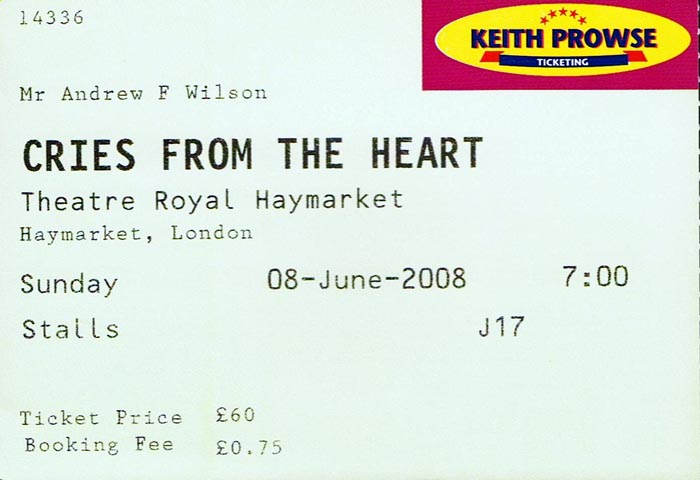 14336
KEITH PROWSE
TICKETING
Mr Andrew F Wilson
CRIES FROM THE HEART
Theatre Royal Haymarket
Haymarket, London
Sunday 08-June-2008 7:00
Stalls J17
Ticket Price £60
Booking Fee £0.75